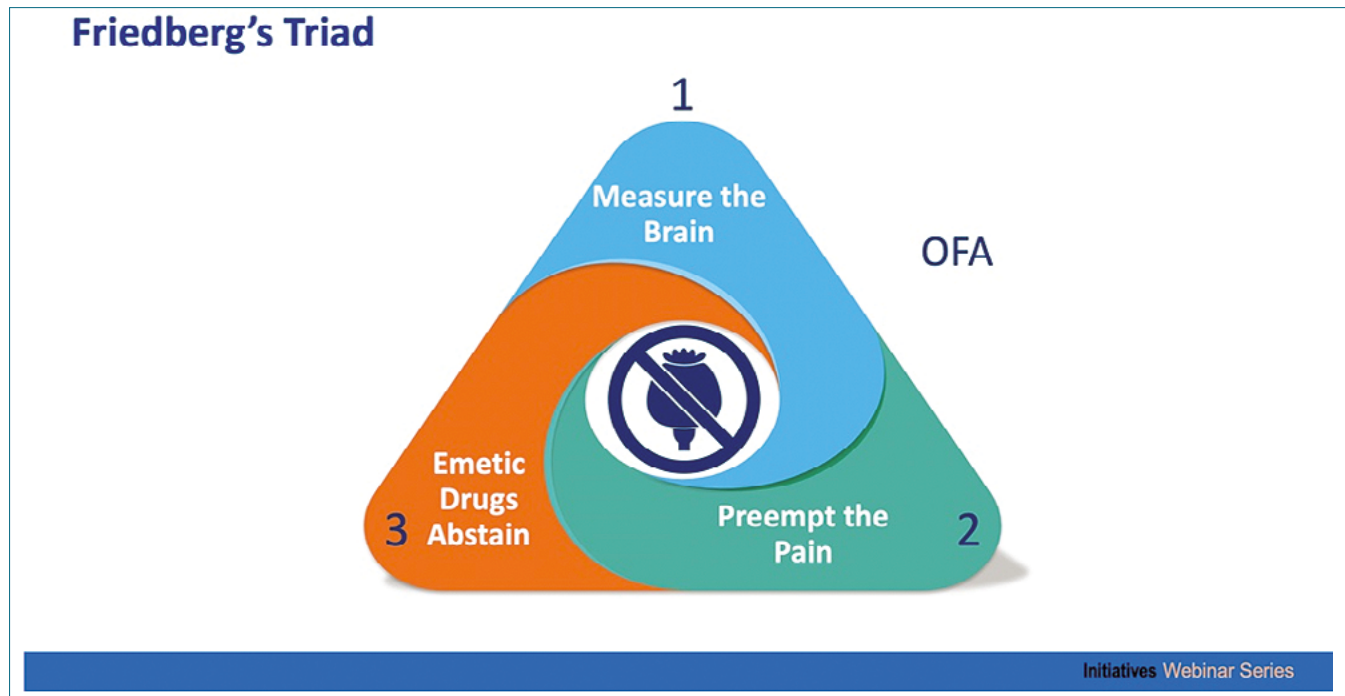 Friedberg's Triad
1
Measure the
Brain
OFA
Emetic
Drugs
Abstain
3
Preempt the
Pain
2
Initiatives Webinar Series